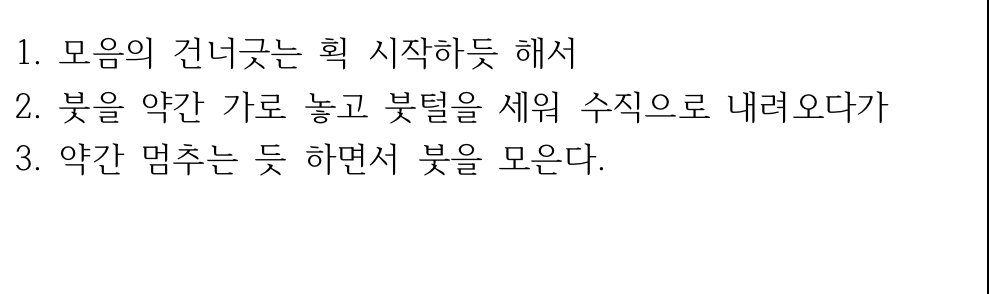 1. 모음의 건너긋는 획 시작하듯 해서
2. 붓을 약간 가로 놓고 붓털을 세워 수직으로 내려오다가
3. 약간 멈추는 듯 하면서 붓을 모은다.